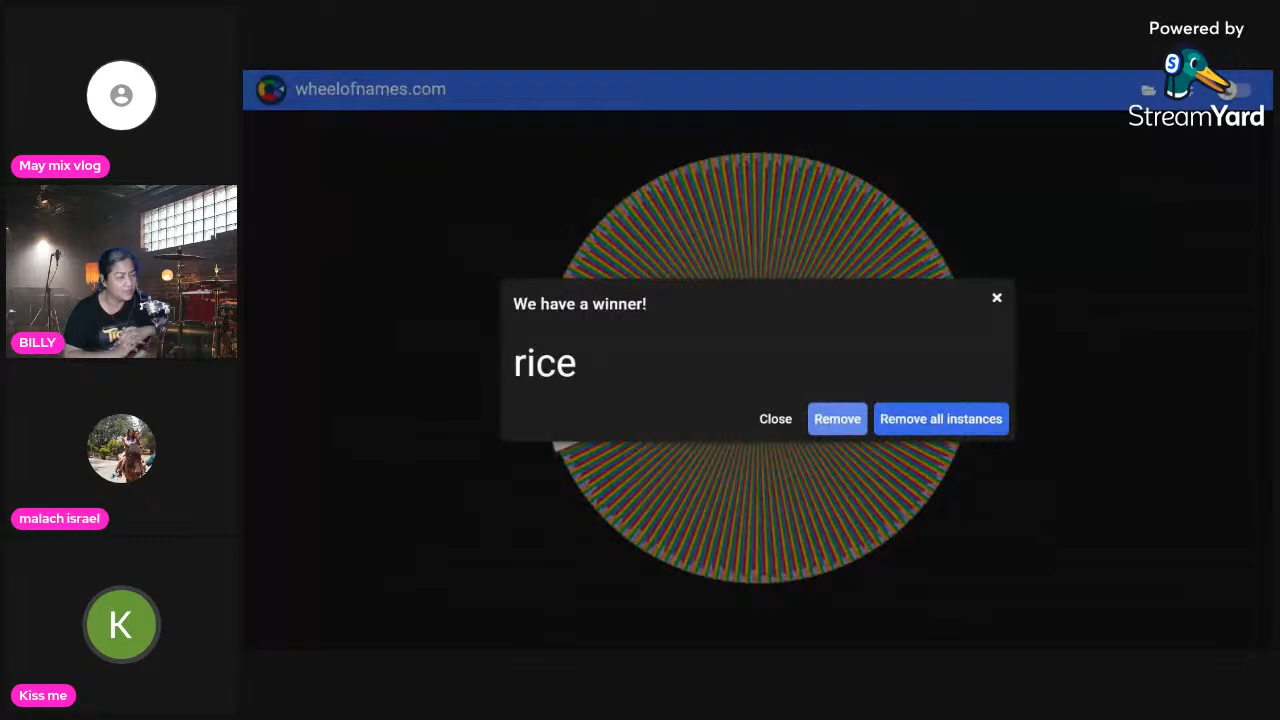 Powered by
StreamYard
wheelofnames.com
May mix vlog
BILLY
malach israel
K
Kiss me
We have a winner!
rice
Close
Remove
Remove all instances